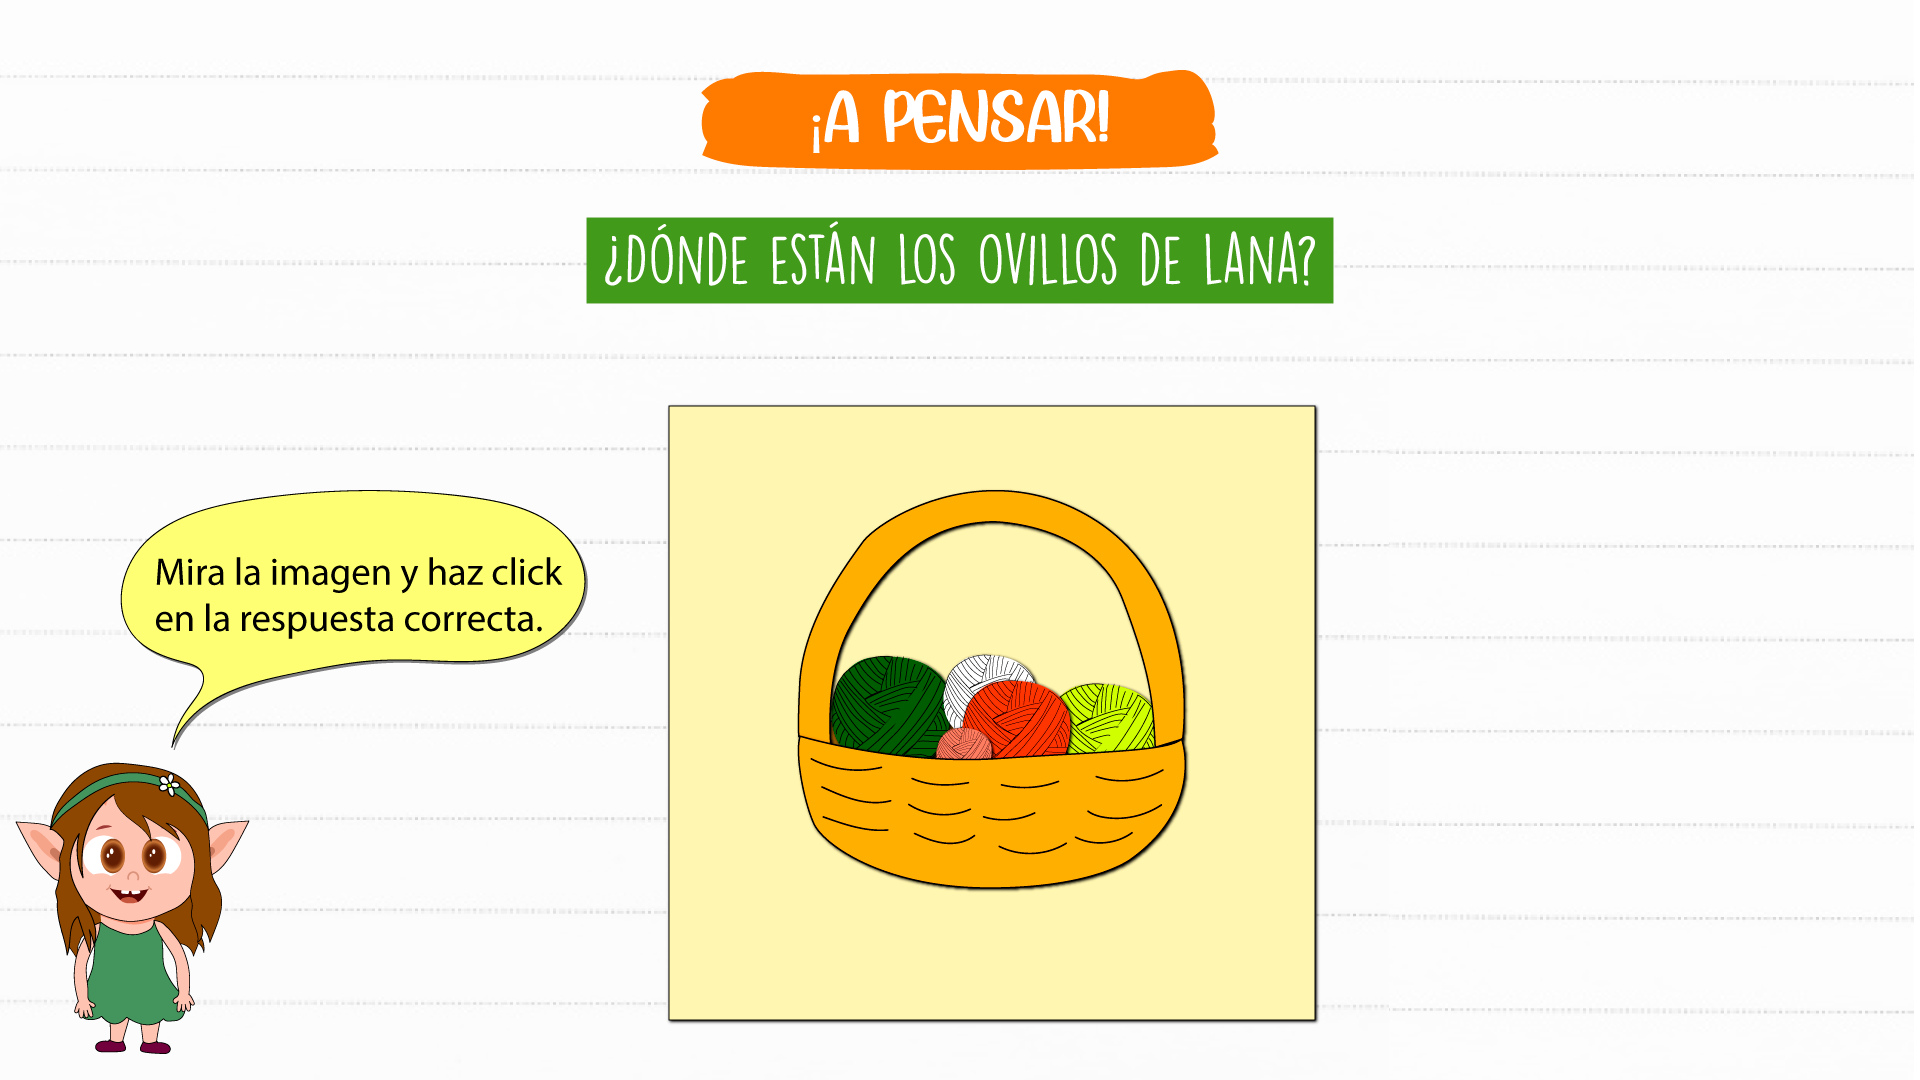 ¡A PENSAR!
¿DÓNDE ESTÁN LOS OVILLOS DE LANA?
Mira la imagen y haz click
en la respuesta correcta.